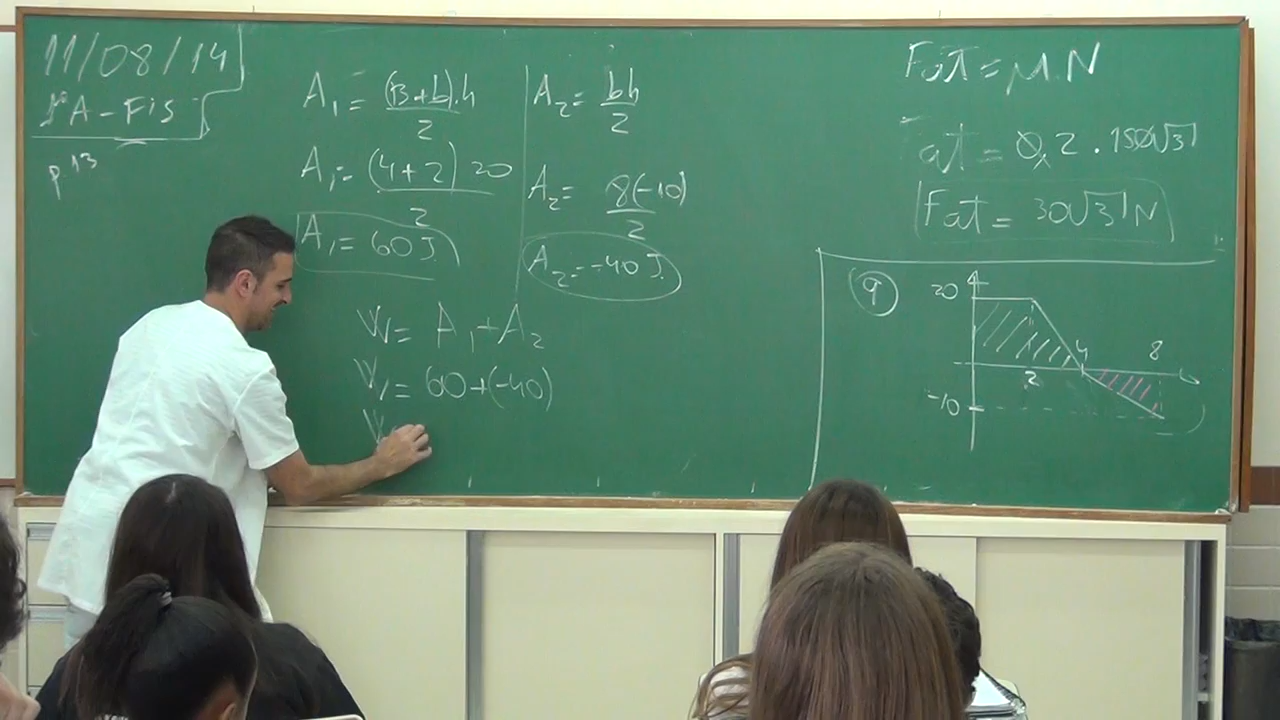 11/08/14
1ºA-Fis
p 13
A₁ = (B+b).h / 2
A₁ = (4+2) 20 / 2
A₁ = 60 J
A₂ = bh / 2
A₂ = 8(-10) / 2
A₂ = -40 J
W = A₁ + A₂
W = 60 + (-40)
W
Fat = μ.N
at = 0,2 . 150√3
Fat = 30√3 N
9
20
4
8
2
-10